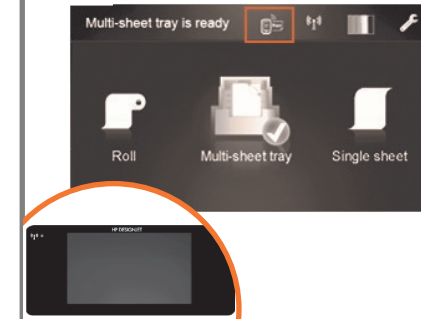 Multi-sheet tray is ready
Roll
Multi-sheet tray
Single sheet
HP DESIGNJET